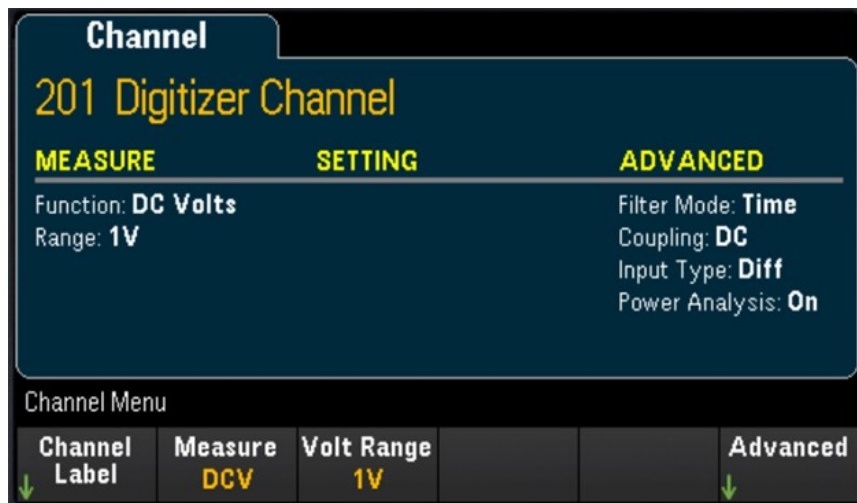 Channel
201 Digitizer Channel
MEASURE SETTING ADVANCED
Function: DC Volts
Range: 1V
Filter Mode: Time
Coupling: DC
Input Type: Diff
Power Analysis: On
Channel Menu
Channel Label
Measure DCV
Volt Range 1V
Advanced